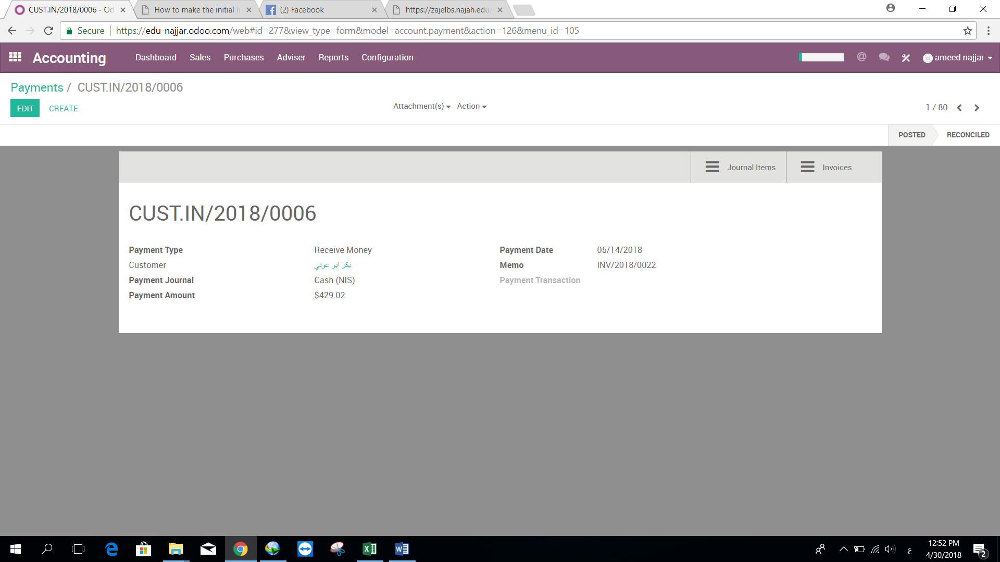 CUST.IN/2018/0006 - Od
How to make the initial i
(2) Facebook
https://zajelbs.najah.edu
Secure
https://edu-najjar.odoo.com/web#id=277&view_type=form&model=account.payment&action=126&menu_id=105
Accounting
Dashboard Sales Purchases Adviser Reports Configuration
@ ameed najjar
Payments / CUST.IN/2018/0006
EDIT CREATE
Attachment(s) Action
1 / 80
POSTED RECONCILED
Journal Items Invoices
CUST.IN/2018/0006
Payment Type Receive Money
Customer بكر ابو عوني
Payment Journal Cash (NIS)
Payment Amount $429.02
Payment Date 05/14/2018
Memo INV/2018/0022
Payment Transaction
ع
12:52 PM
4/30/2018
2